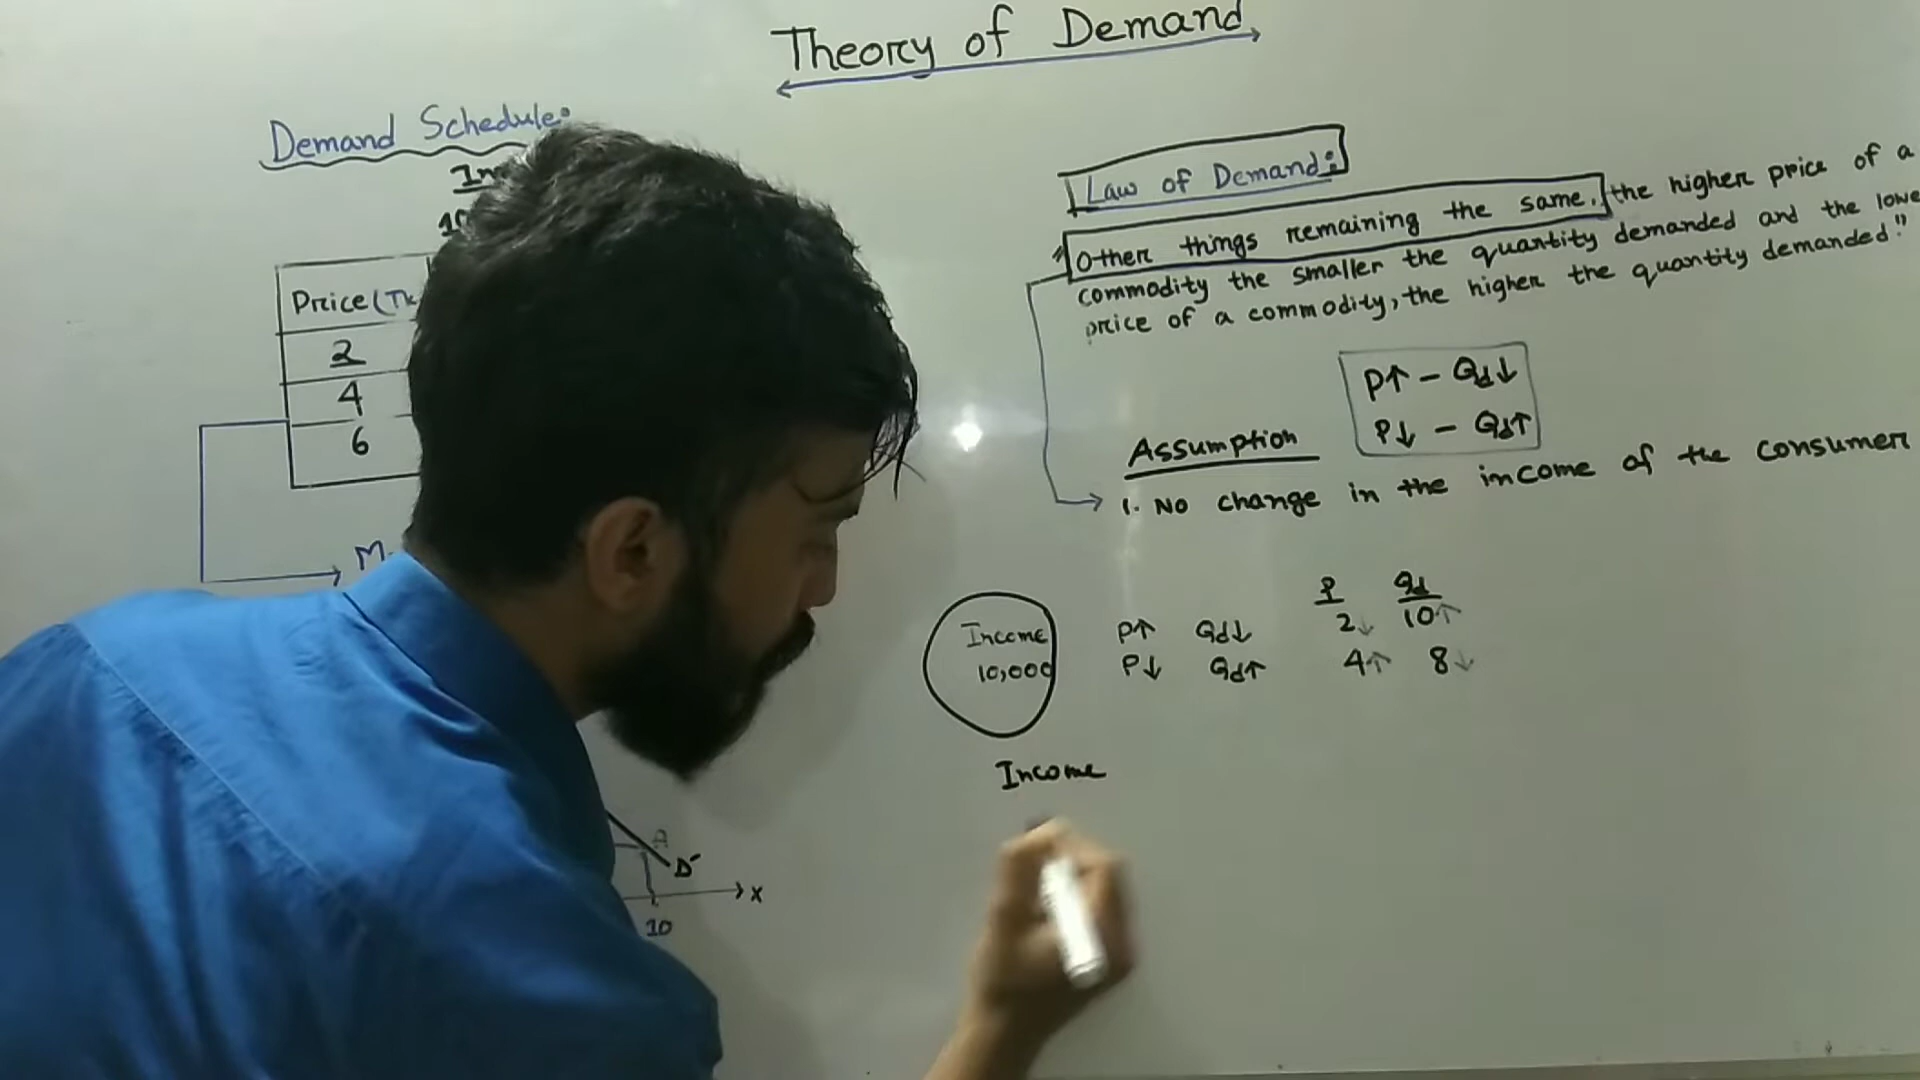 Theory of Demand
Demand Schedule:
Price (Tk
2
4
6
10
A
D'
X
10
Law of Demand:
"Other things remaining the same, the higher price of a
commodity the smaller the quantity demanded and the lowe
price of a commodity, the higher the quantity demanded."
P↑ – Qd↓
P↓ – Qd↑
Assumption
1. No change in the income of the consumer
P Qd
Income P↑ Qd↓ 2↓ 10↑
10,000 P↓ Qd↑ 4↑ 8↓
Income